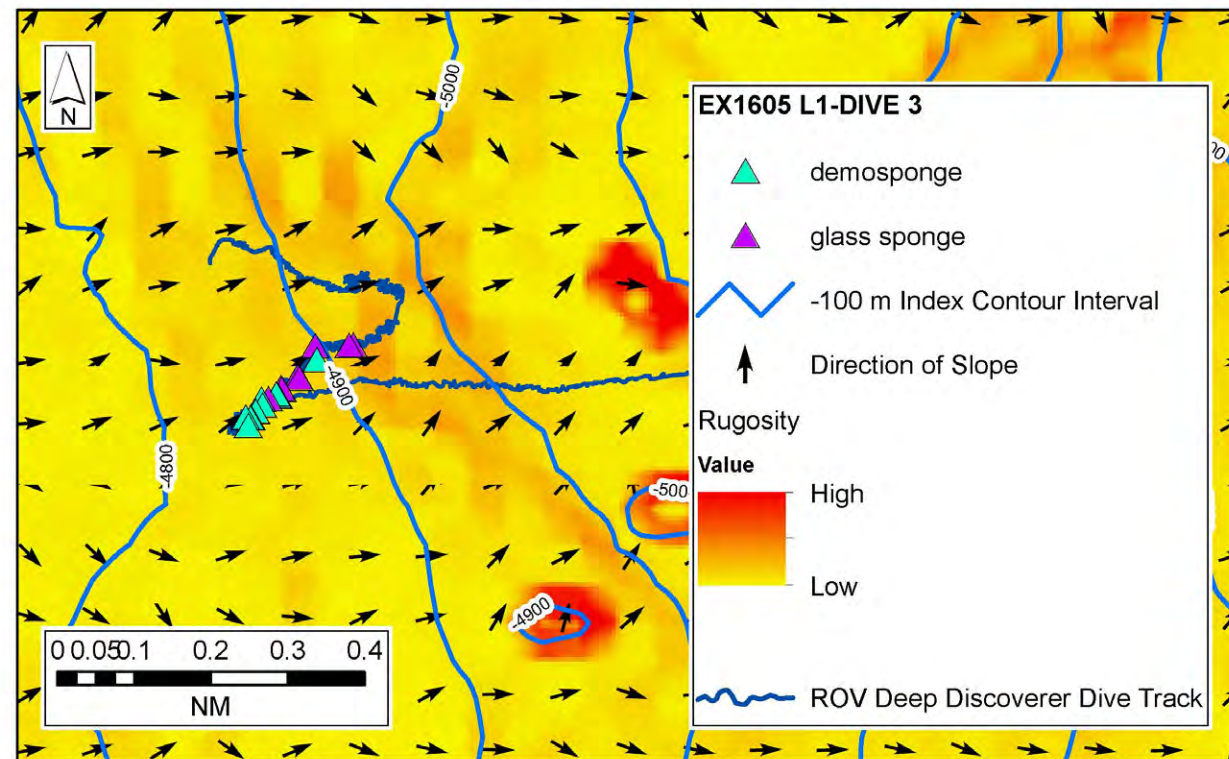 N
-5000
EX1605 L1-DIVE 3
demosponge
glass sponge
-100 m Index Contour Interval
Direction of Slope
Rugosity
Value
High
Low
ROV Deep Discoverer Dive Track
-4900
-4800
-500
-4900
0 0.05 0.1 0.2 0.3 0.4
NM